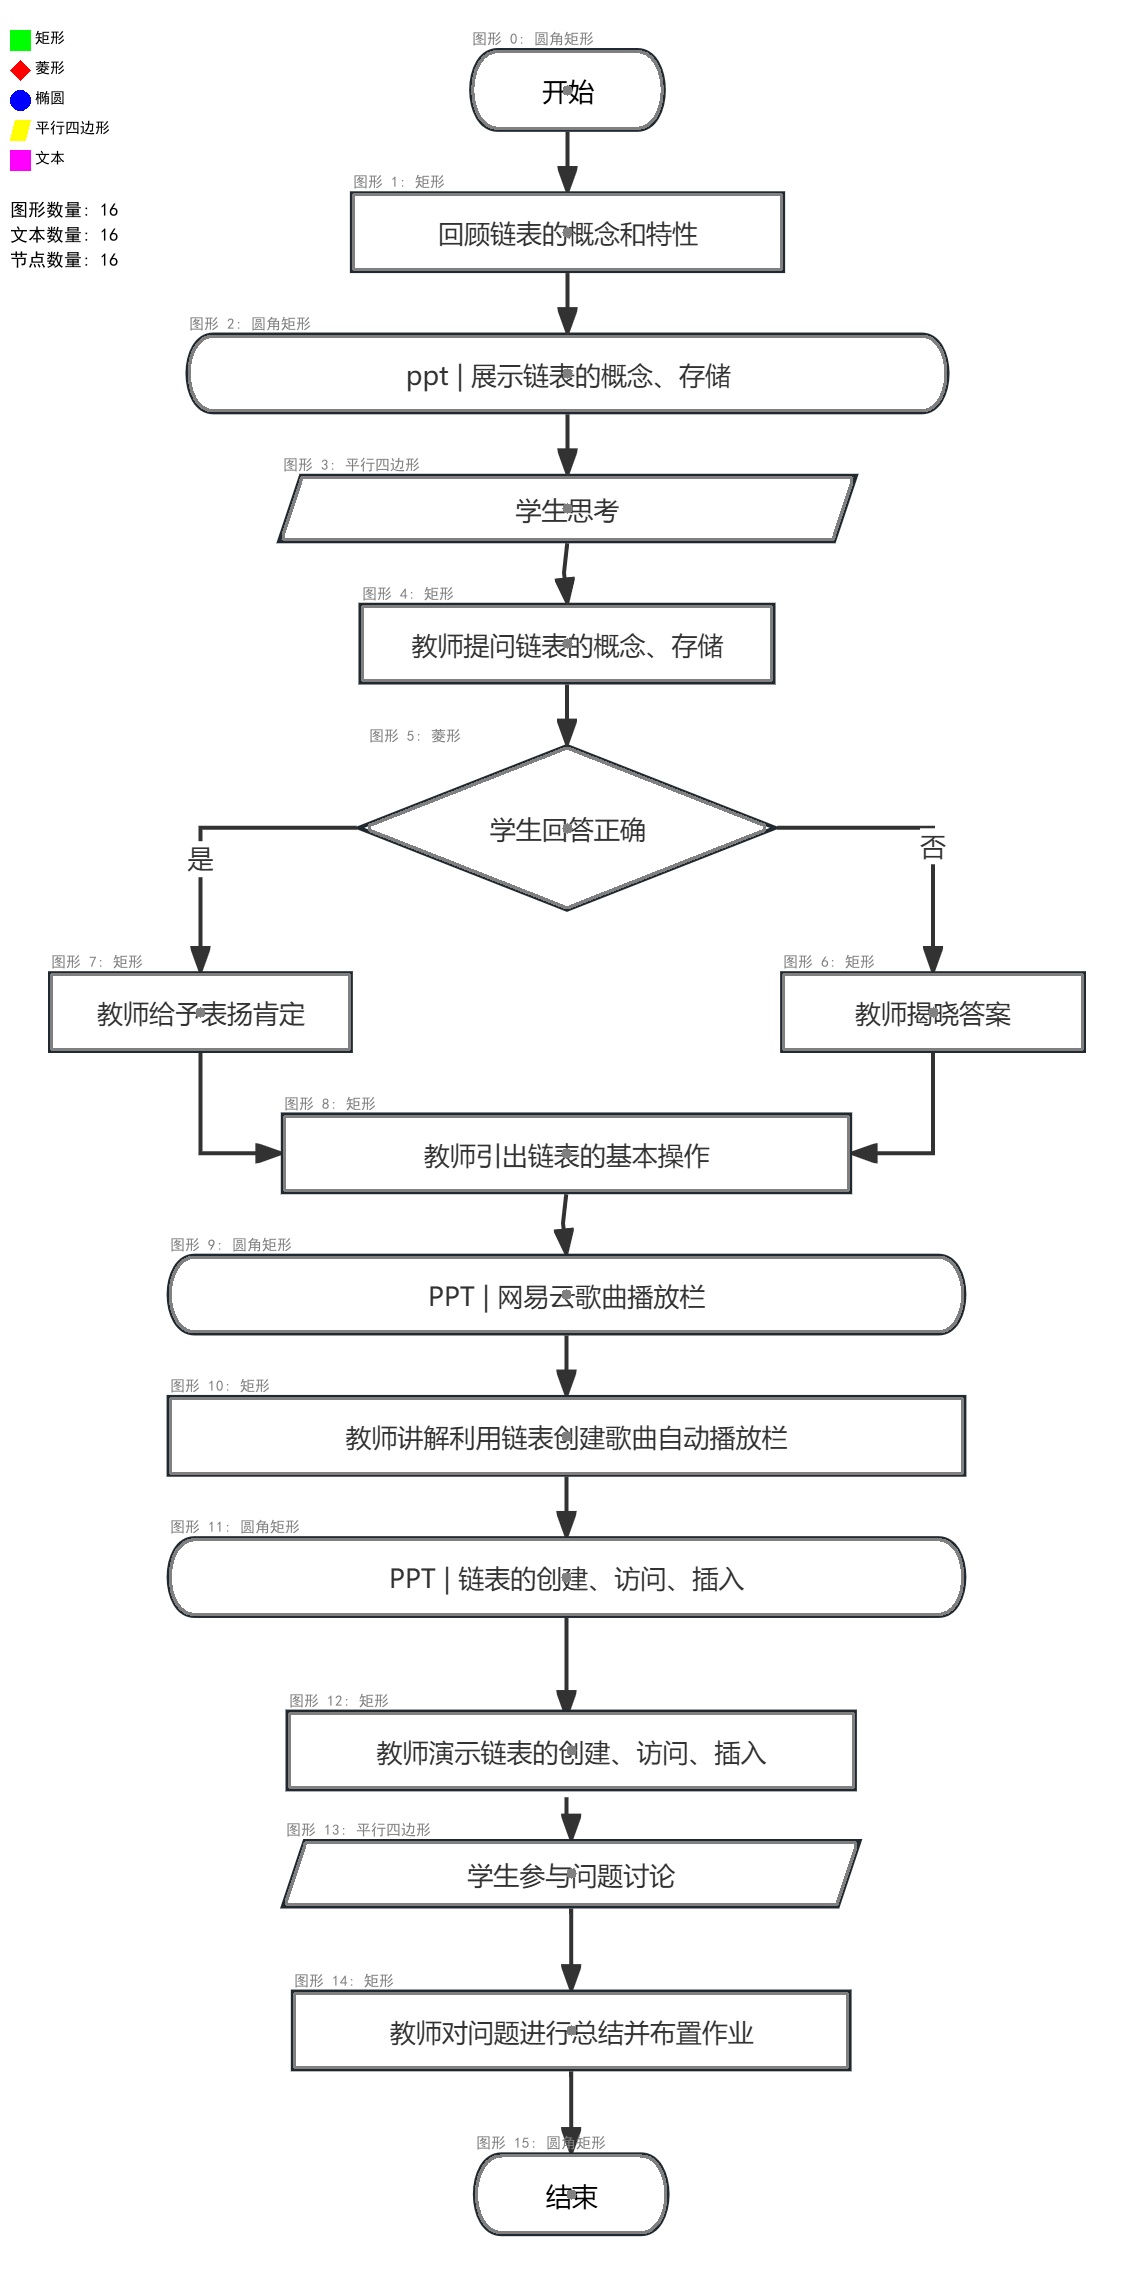 矩形
菱形
椭圆
平行四边形
文本
图形数量: 16
文本数量: 16
节点数量: 16
图形 0: 圆角矩形
开始
图形 1: 矩形
回顾链表的概念和特性
图形 2: 圆角矩形
ppt | 展示链表的概念、存储
图形 3: 平行四边形
学生思考
图形 4: 矩形
教师提问链表的概念、存储
图形 5: 菱形
学生回答正确
是
否
图形 7: 矩形
教师给予表扬肯定
图形 6: 矩形
教师揭晓答案
图形 8: 矩形
教师引出链表的基本操作
图形 9: 圆角矩形
PPT | 网易云歌曲播放栏
图形 10: 矩形
教师讲解利用链表创建歌曲自动播放栏
图形 11: 圆角矩形
PPT | 链表的创建、访问、插入
图形 12: 矩形
教师演示链表的创建、访问、插入
图形 13: 平行四边形
学生参与问题讨论
图形 14: 矩形
教师对问题进行总结并布置作业
图形 15: 圆角矩形
结束